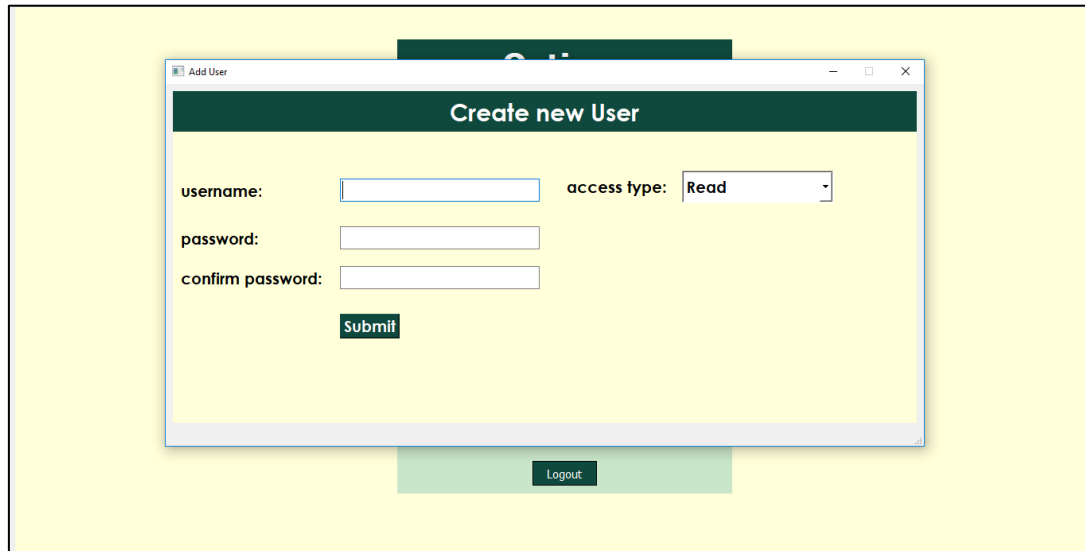 Add User
Create new User
username:
access type: Read
password:
confirm password:
Submit
Logout